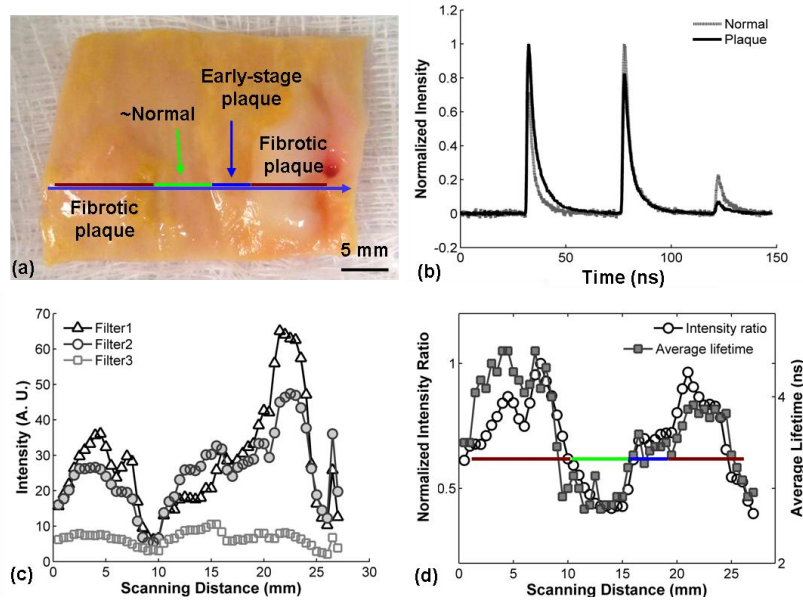 Early-stage
plaque
~Normal
Fibrotic
plaque
Fibrotic
plaque
5 mm
(a)
Normalized Inensity
1.2
1
0.8
0.6
0.4
0.2
0
-0.2
0
50
100
150
Time (ns)
Normal
Plaque
(b)
Intensity (A. U.)
70
60
50
40
30
20
10
0
0
5
10
15
20
25
30
Scanning Distance (mm)
Filter1
Filter2
Filter3
(c)
Normalized Intensity Ratio
1
0.5
0
5
10
15
20
25
Scanning Distance (mm)
Intensity ratio
Average lifetime
4
2
Average Lifetime (ns)
(d)